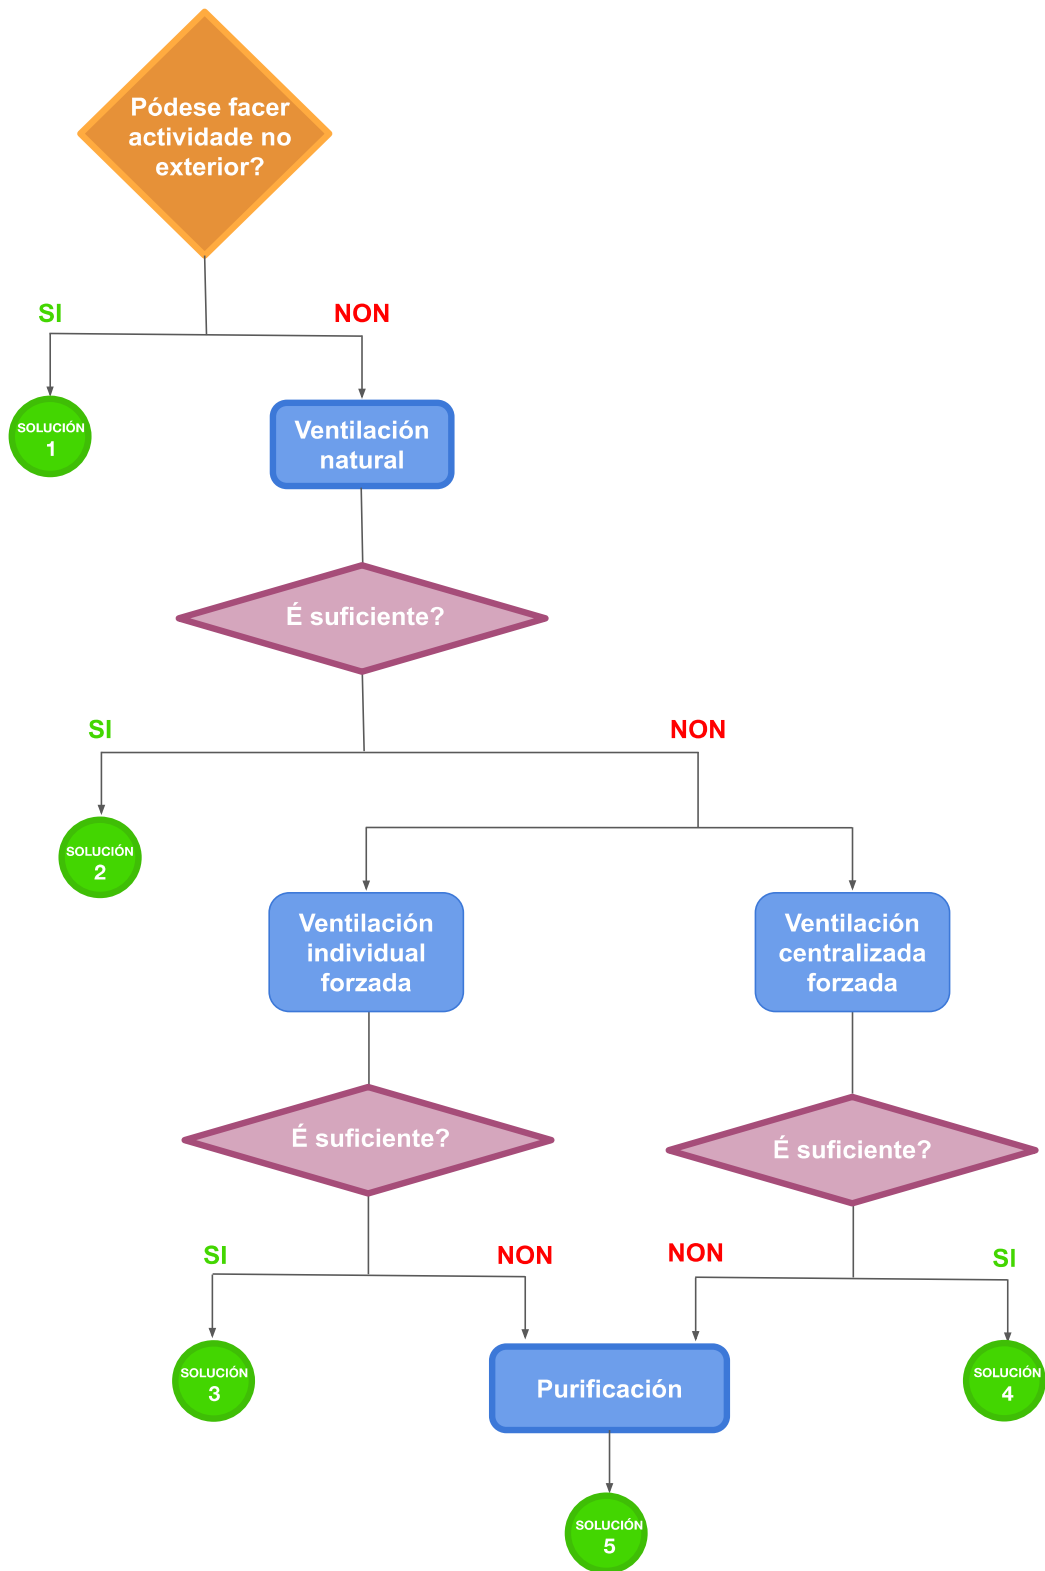 Pódese facer
actividade no
exterior?
SI
NON
SOLUCIÓN
1
Ventilación
natural
É suficiente?
SI
NON
SOLUCIÓN
2
Ventilación
individual
forzada
Ventilación
centralizada
forzada
É suficiente?
É suficiente?
SI
NON
NON
SI
SOLUCIÓN
3
Purificación
SOLUCIÓN
4
SOLUCIÓN
5